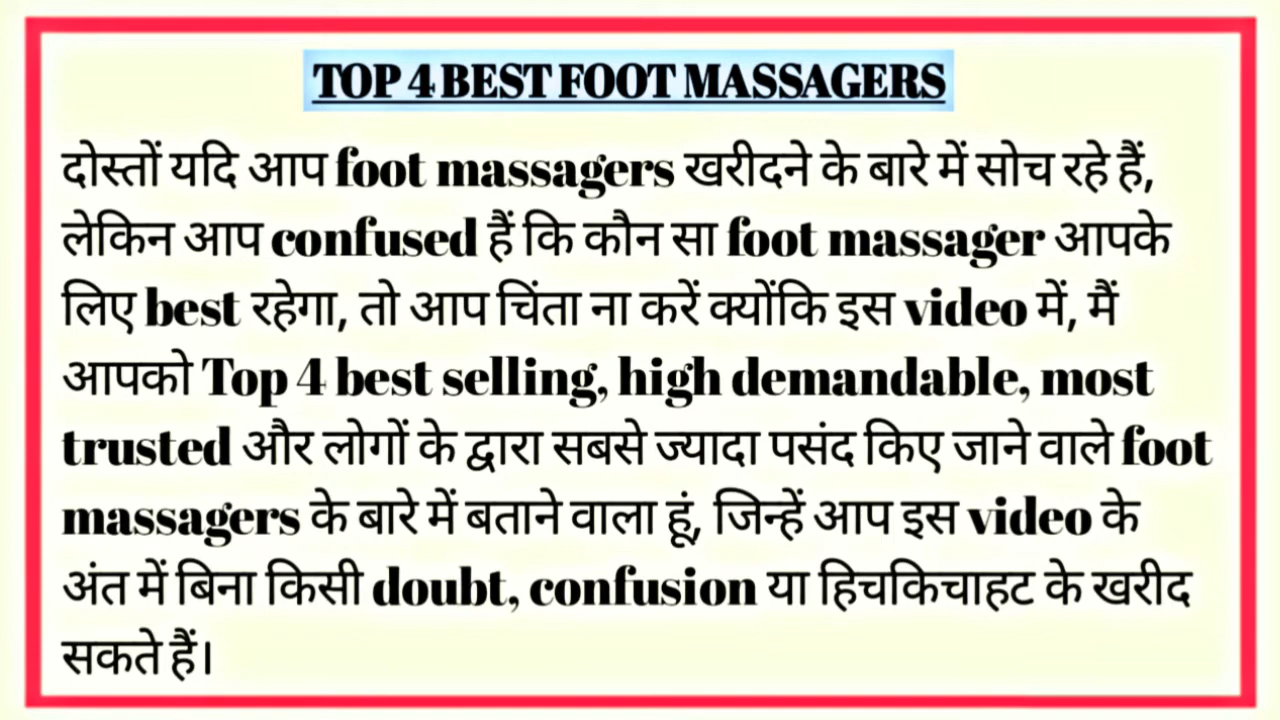 TOP 4 BEST FOOT MASSAGERS
दोस्तों यदि आप foot massagers खरीदने के बारे में सोच रहे हैं,
लेकिन आप confused हैं कि कौन सा foot massager आपके
लिए best रहेगा, तो आप चिंता ना करें क्योंकि इस video में, मैं
आपको Top 4 best selling, high demandable, most
trusted और लोगों के द्वारा सबसे ज्यादा पसंद किए जाने वाले foot
massagers के बारे में बताने वाला हूं, जिन्हें आप इस video के
अंत में बिना किसी doubt, confusion या हिचकिचाहट के खरीद
सकते हैं।